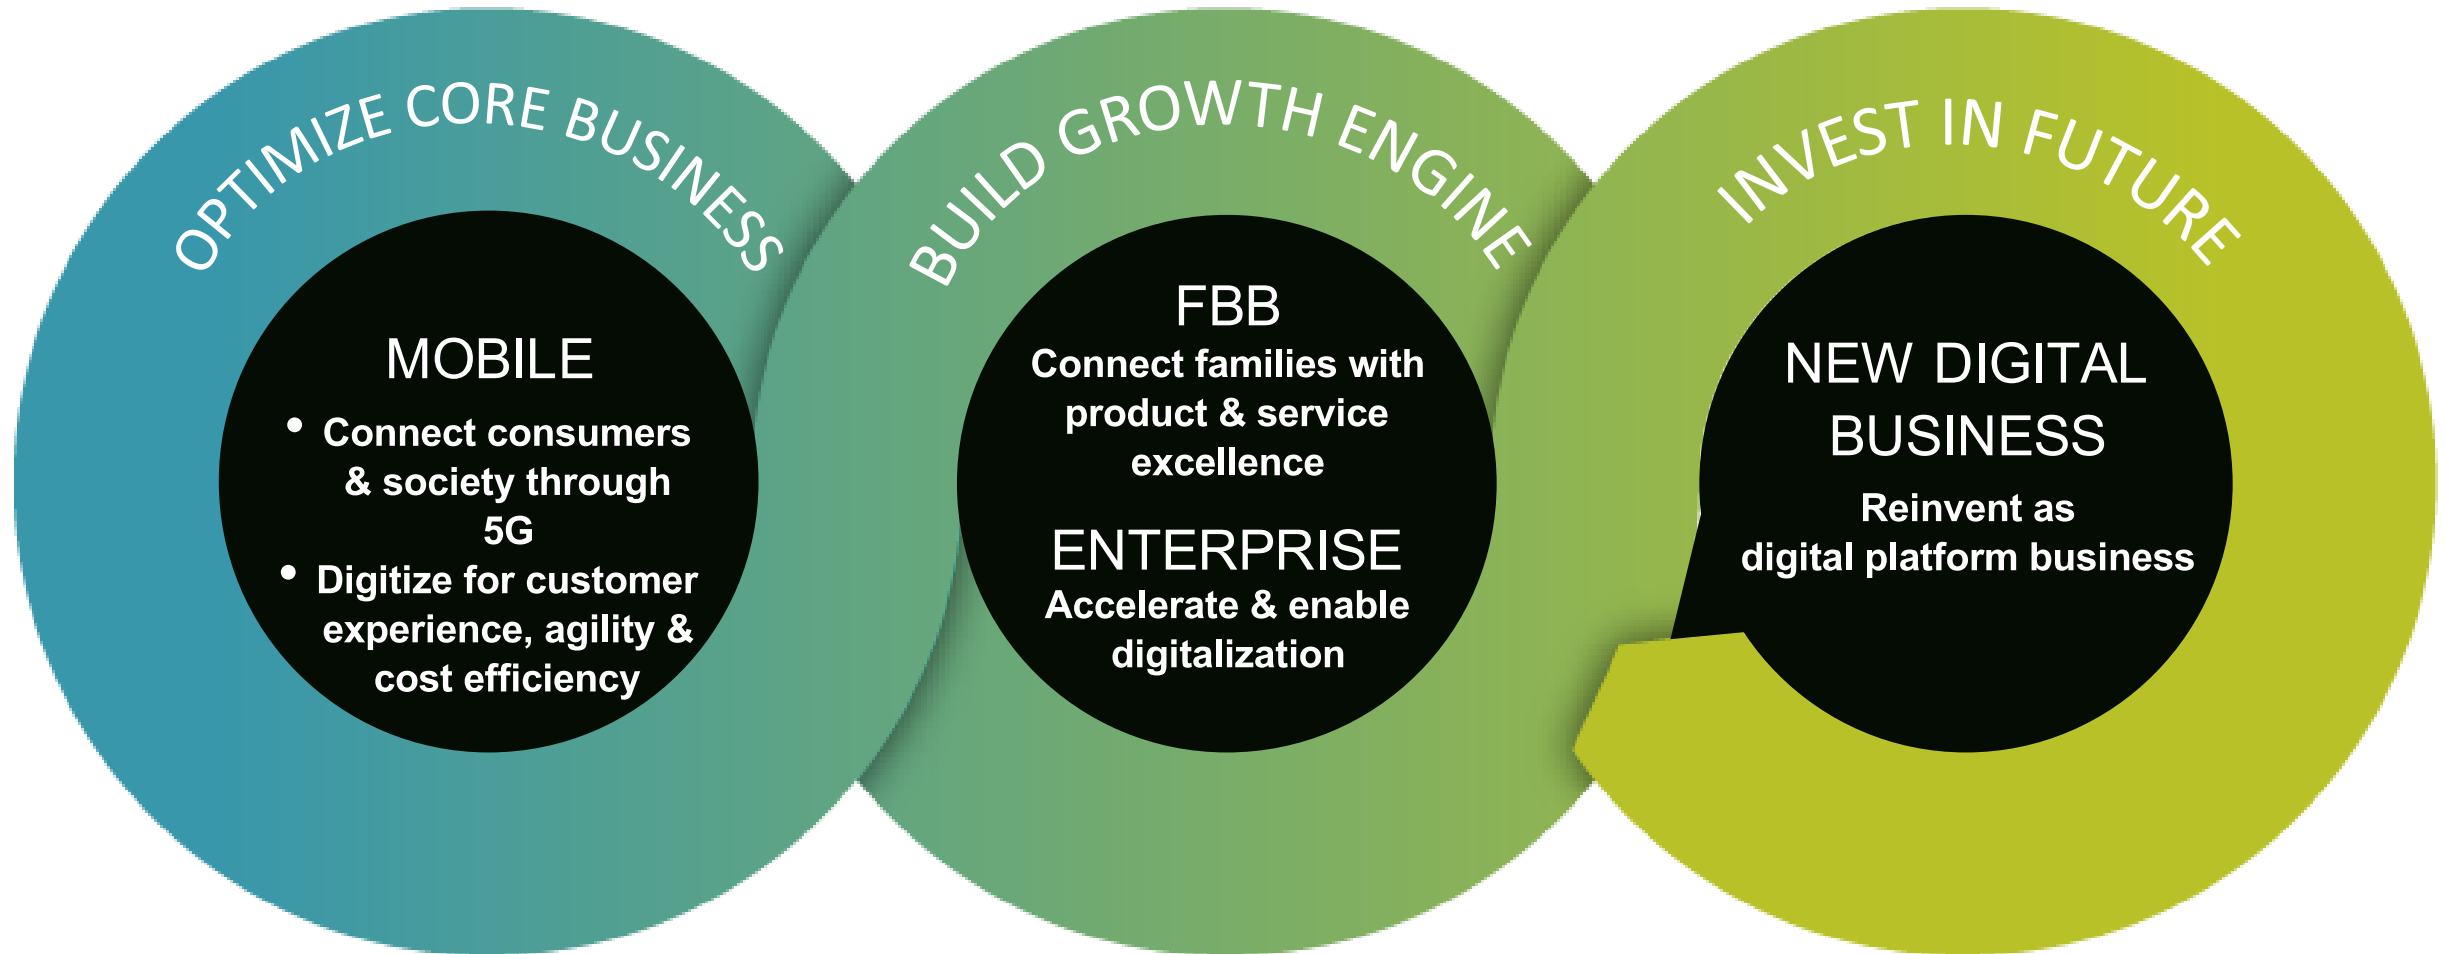 OPTIMIZE CORE BUSINESS
MOBILE
• Connect consumers
& society through
5G
• Digitize for customer
experience, agility &
cost efficiency
BUILD GROWTH ENGINE
FBB
Connect families with
product & service
excellence
ENTERPRISE
Accelerate & enable
digitalization
INVEST IN FUTURE
NEW DIGITAL
BUSINESS
Reinvent as
digital platform business